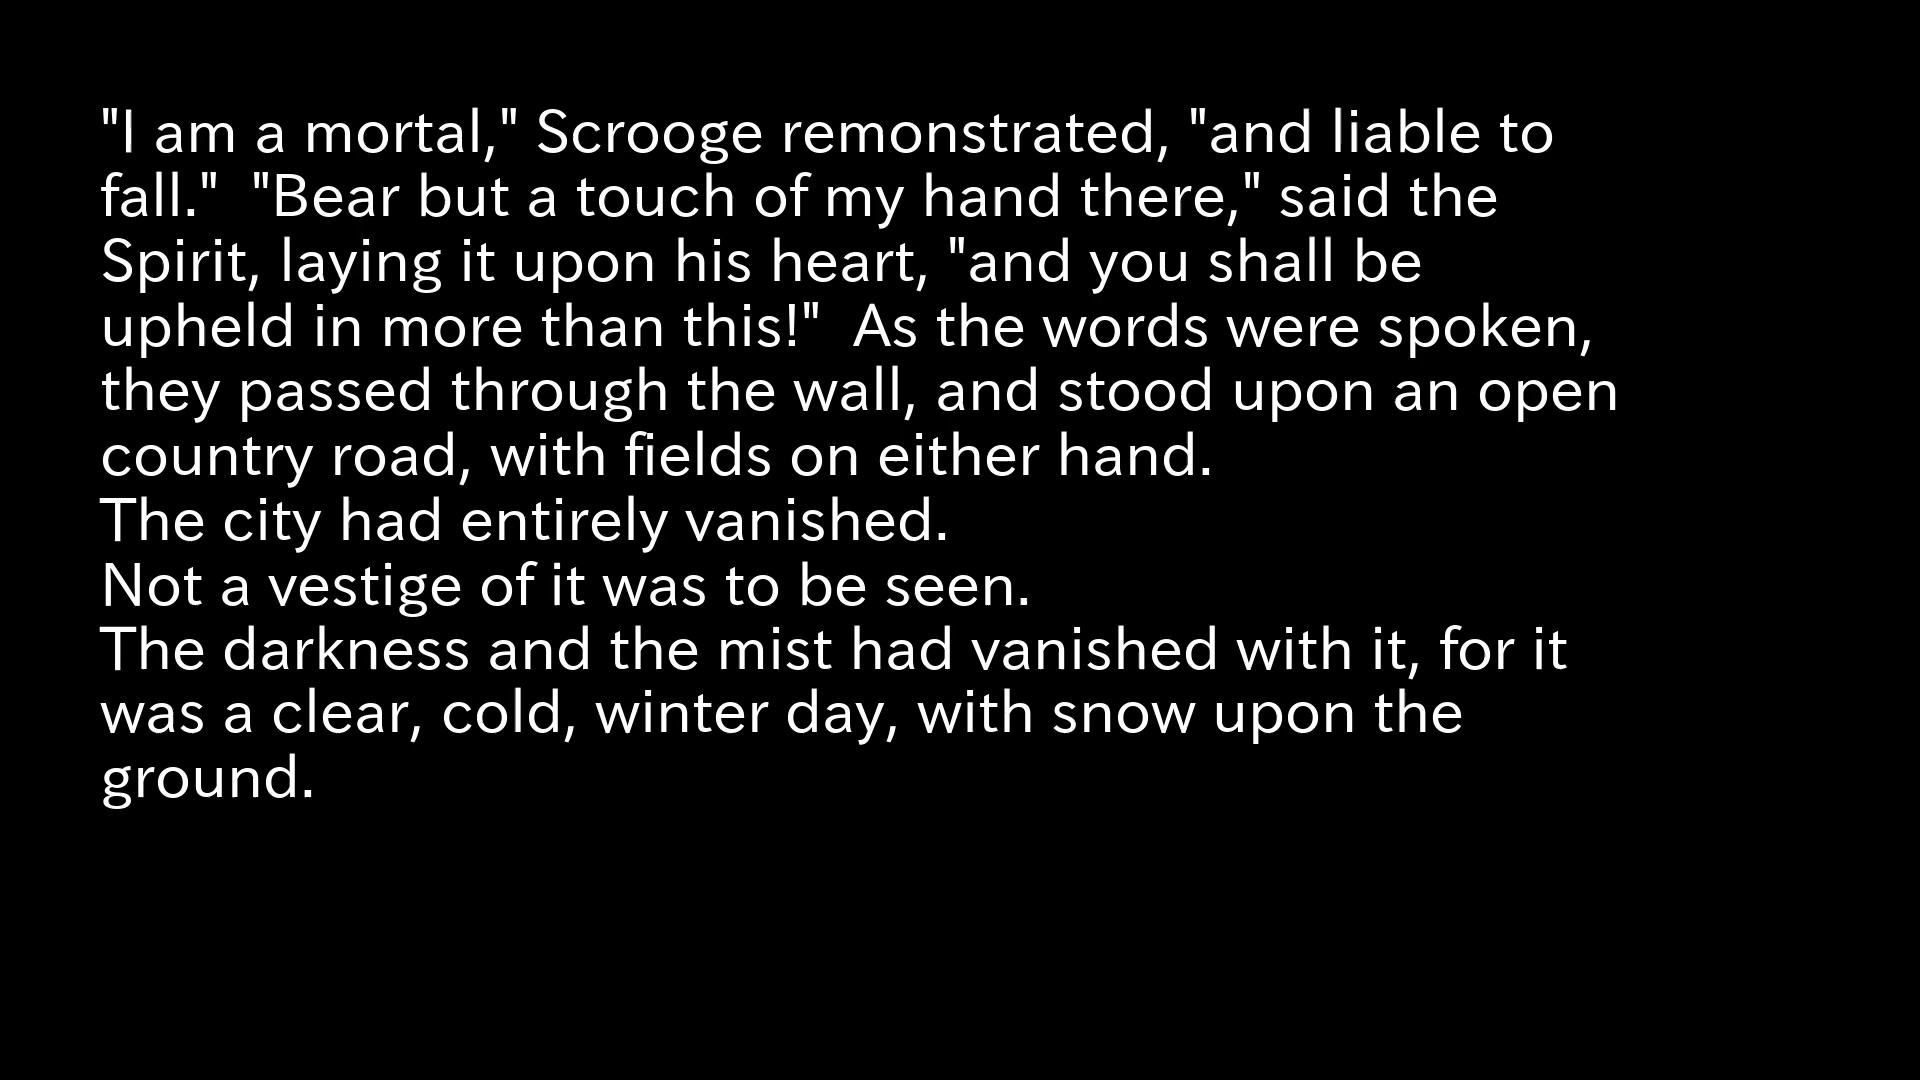 "I am a mortal," Scrooge remonstrated, "and liable to
fall."  "Bear but a touch of my hand there," said the
Spirit, laying it upon his heart, "and you shall be
upheld in more than this!"  As the words were spoken,
they passed through the wall, and stood upon an open
country road, with fields on either hand.
The city had entirely vanished.
Not a vestige of it was to be seen.
The darkness and the mist had vanished with it, for it
was a clear, cold, winter day, with snow upon the
ground.